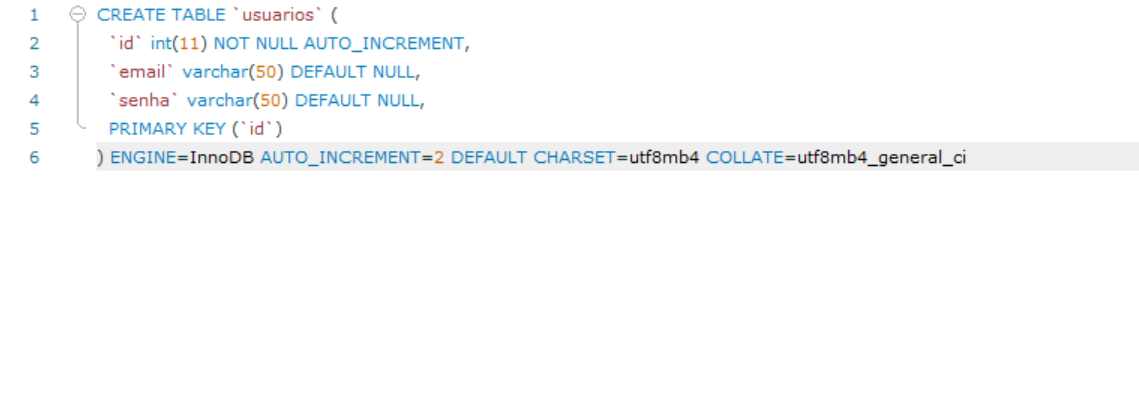 1 CREATE TABLE `usuarios` (
2 `id` int(11) NOT NULL AUTO_INCREMENT,
3 `email` varchar(50) DEFAULT NULL,
4 `senha` varchar(50) DEFAULT NULL,
5 PRIMARY KEY (`id`)
6 ) ENGINE=InnoDB AUTO_INCREMENT=2 DEFAULT CHARSET=utf8mb4 COLLATE=utf8mb4_general_ci